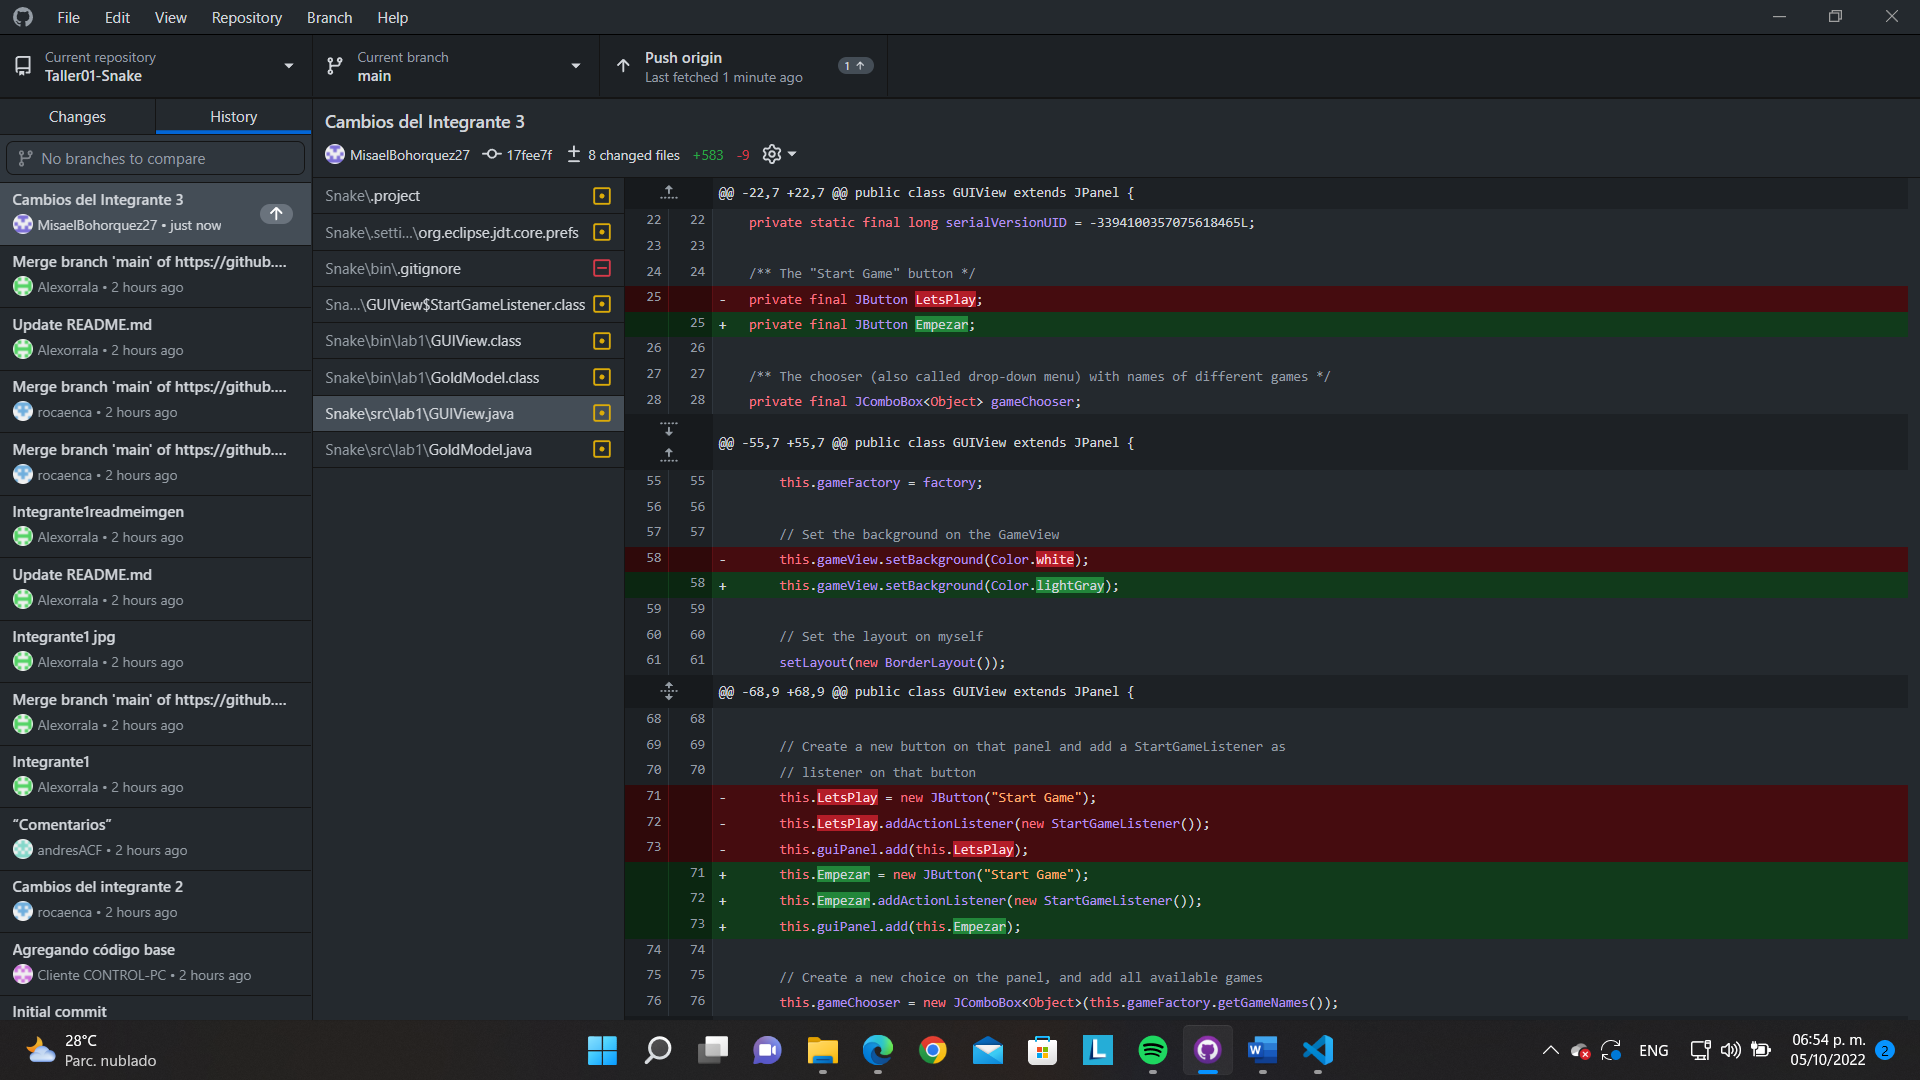 File Edit View Repository Branch Help
Current repository
Taller01-Snake
Current branch
main
Push origin
Last fetched 1 minute ago
1
Changes
History
No branches to compare
Cambios del Integrante 3
MisaelBohorquez27 • just now
Merge branch 'main' of https://github....
Alexorrala • 2 hours ago
Update README.md
Alexorrala • 2 hours ago
Merge branch 'main' of https://github....
rocaenca • 2 hours ago
Merge branch 'main' of https://github....
rocaenca • 2 hours ago
Integrante1readmeimgen
Alexorrala • 2 hours ago
Update README.md
Alexorrala • 2 hours ago
Integrante1 jpg
Alexorrala • 2 hours ago
Merge branch 'main' of https://github....
Alexorrala • 2 hours ago
Integrante1
Alexorrala • 2 hours ago
"Comentarios"
andresACF • 2 hours ago
Cambios del integrante 2
rocaenca • 2 hours ago
Agregando código base
Cliente CONTROL-PC • 2 hours ago
Initial commit
Cambios del Integrante 3
MisaelBohorquez27 17fee7f 8 changed files +583 -9
Snake\.project
Snake\.setti...\org.eclipse.jdt.core.prefs
Snake\bin\.gitignore
Sna...\GUIView$StartGameListener.class
Snake\bin\lab1\GUIView.class
Snake\bin\lab1\GoldModel.class
Snake\src\lab1\GUIView.java
Snake\src\lab1\GoldModel.java
@@ -22,7 +22,7 @@ public class GUIView extends JPanel {
22 22 private static final long serialVersionUID = -3394100357075618465L;
23 23
24 24 /** The "Start Game" button */
25 - private final JButton LetsPlay;
25 + private final JButton Empezar;
26 26
27 27 /** The chooser (also called drop-down menu) with names of different games */
28 28 private final JComboBox<Object> gameChooser;
@@ -55,7 +55,7 @@ public class GUIView extends JPanel {
55 55 this.gameFactory = factory;
56 56
57 57 // Set the background on the GameView
58 - this.gameView.setBackground(Color.white);
58 + this.gameView.setBackground(Color.lightGray);
59 59
60 60 // Set the layout on myself
61 61 setLayout(new BorderLayout());
@@ -68,9 +68,9 @@ public class GUIView extends JPanel {
68 68
69 69 // Create a new button on that panel and add a StartGameListener as
70 70 // listener on that button
71 - this.LetsPlay = new JButton("Start Game");
72 - this.LetsPlay.addActionListener(new StartGameListener());
73 - this.guiPanel.add(this.LetsPlay);
71 + this.Empezar = new JButton("Start Game");
72 + this.Empezar.addActionListener(new StartGameListener());
73 + this.guiPanel.add(this.Empezar);
74 74
75 75 // Create a new choice on the panel, and add all available games
76 76 this.gameChooser = new JComboBox<Object>(this.gameFactory.getGameNames());
28°C
Parc. nublado
L
W
ENG
06:54 p. m.
05/10/2022
2